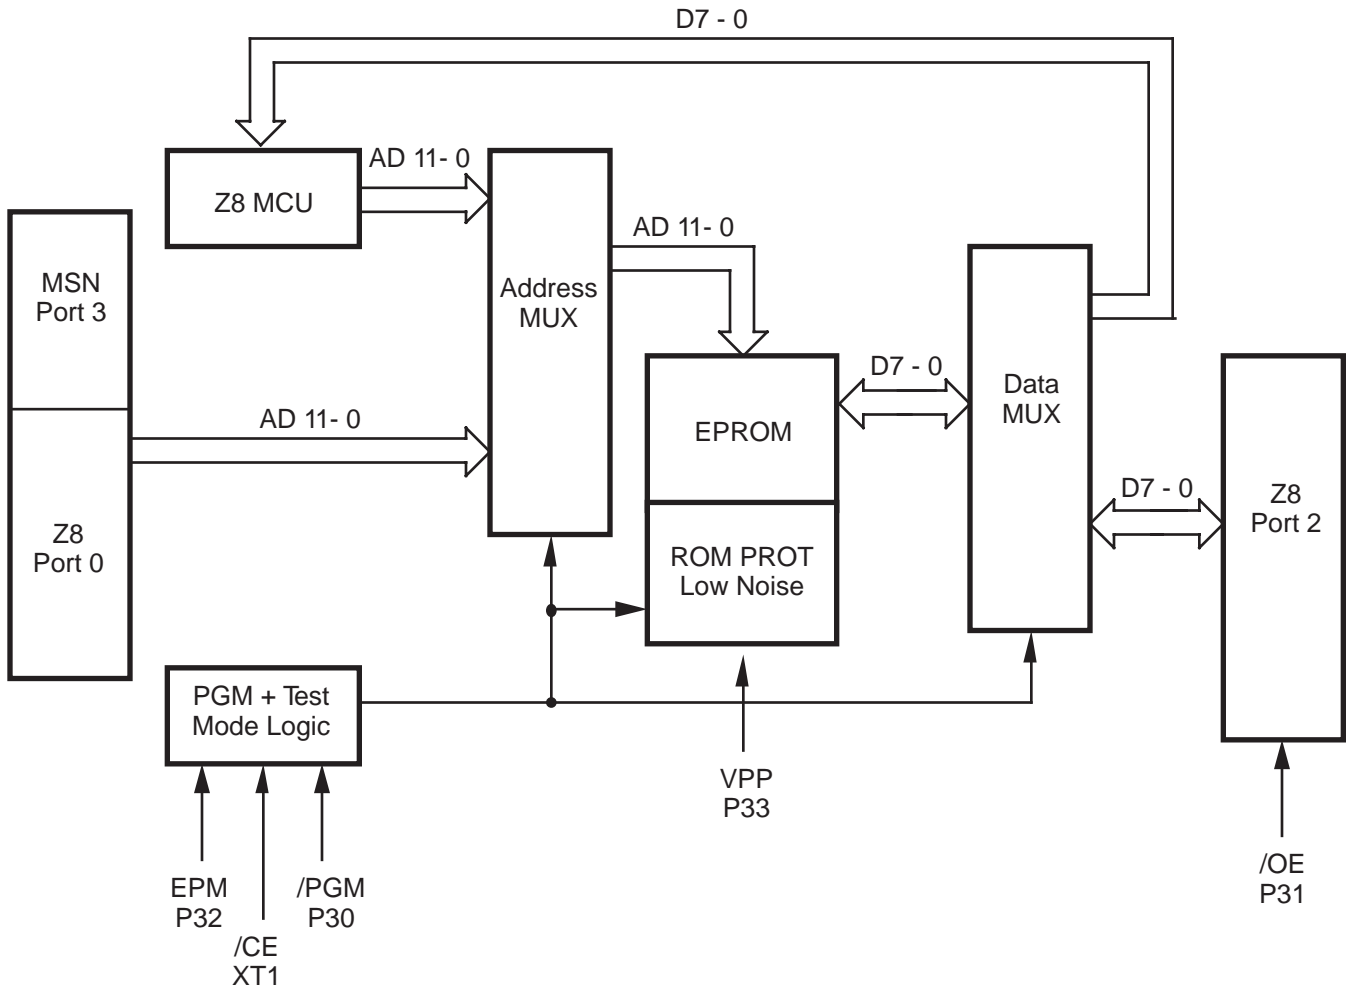 D7 - 0
AD 11- 0
Z8 MCU
AD 11- 0
MSN
Port 3
Address
MUX
D7 - 0
Data
MUX
AD 11- 0
EPROM
D7 - 0
Z8
Port 2
Z8
Port 0
ROM PROT
Low Noise
PGM + Test
Mode Logic
VPP
P33
EPM
P32
/PGM
P30
/OE
P31
/CE
XT1